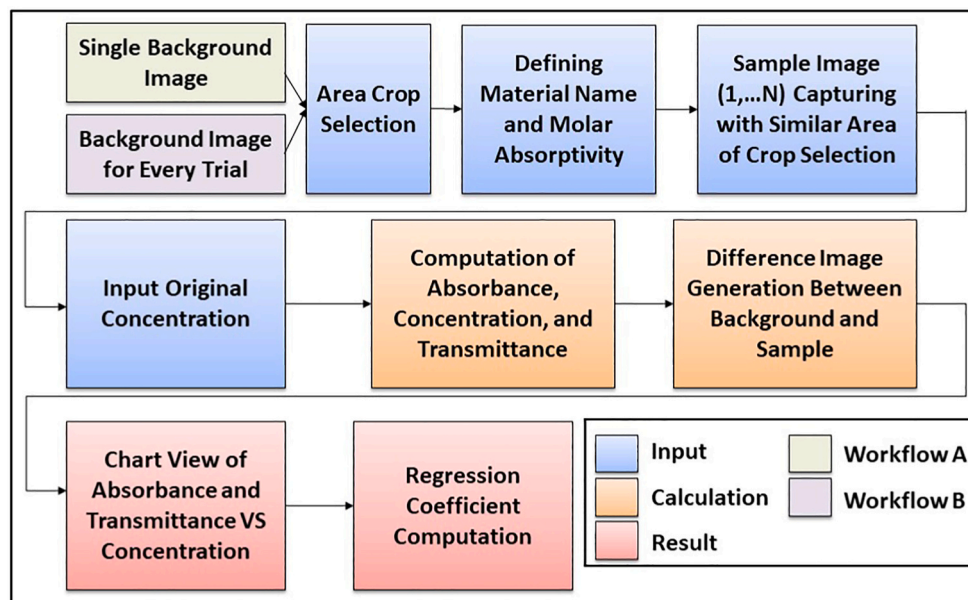 Single Background
Image
Background Image
for Every Trial
Area Crop
Selection
Defining
Material Name
and Molar
Absorptivity
Sample Image
(1,...N) Capturing
with Similar Area
of Crop Selection
Input Original
Concentration
Computation of
Absorbance,
Concentration, and
Transmittance
Difference Image
Generation Between
Background and
Sample
Chart View of
Absorbance and
Transmittance VS
Concentration
Regression
Coefficient
Computation
Input
Calculation
Result
Workflow A
Workflow B